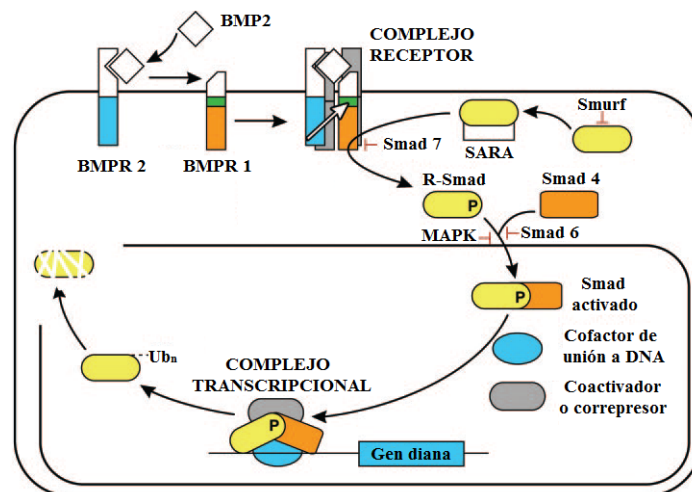 BMP2
COMPLEJO
RECEPTOR
BMPR 2
BMPR 1
Smad 7
SARA
Smurf
R-Smad
P
Smad 4
MAPK
Smad 6
P
Smad
activado
Cofactor de
unión a DNA
Coactivador
o correpresor
Ubn
COMPLEJO
TRANSCRIPCIONAL
P
Gen diana